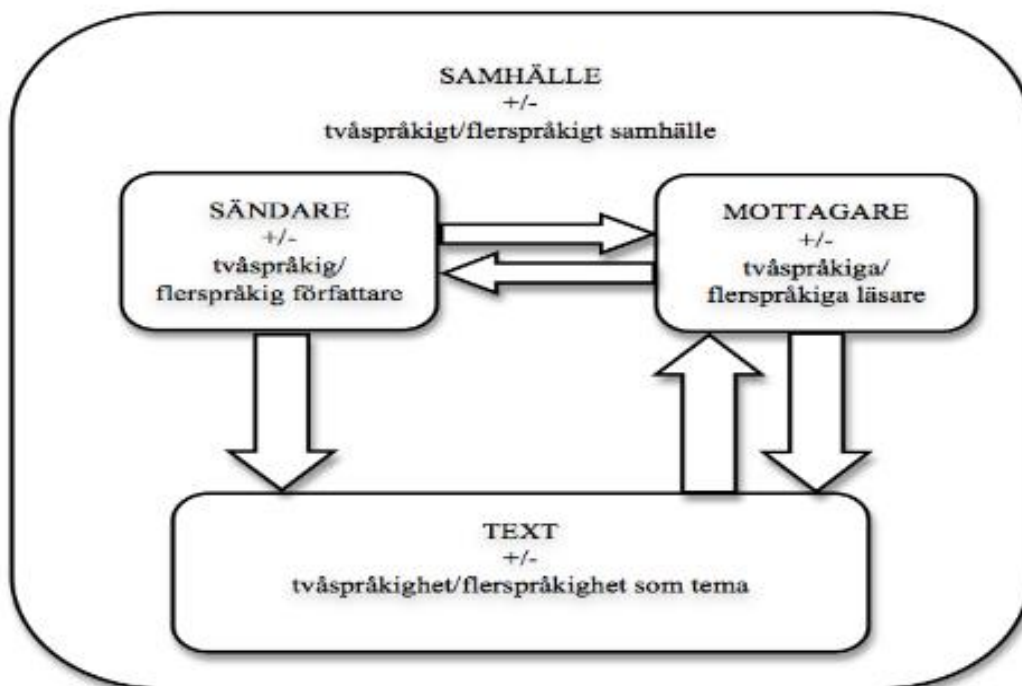 SAMHÄLLE
+/-
tvåspråkigt/flerspråkigt samhälle
SÄNDARE
+/-
tvåspråkig/
flerspråkig författare
MOTTAGARE
+/-
tvåspråkiga/
flerspråkiga läsare
TEXT
+/-
tvåspråkighet/flerspråkighet som tema